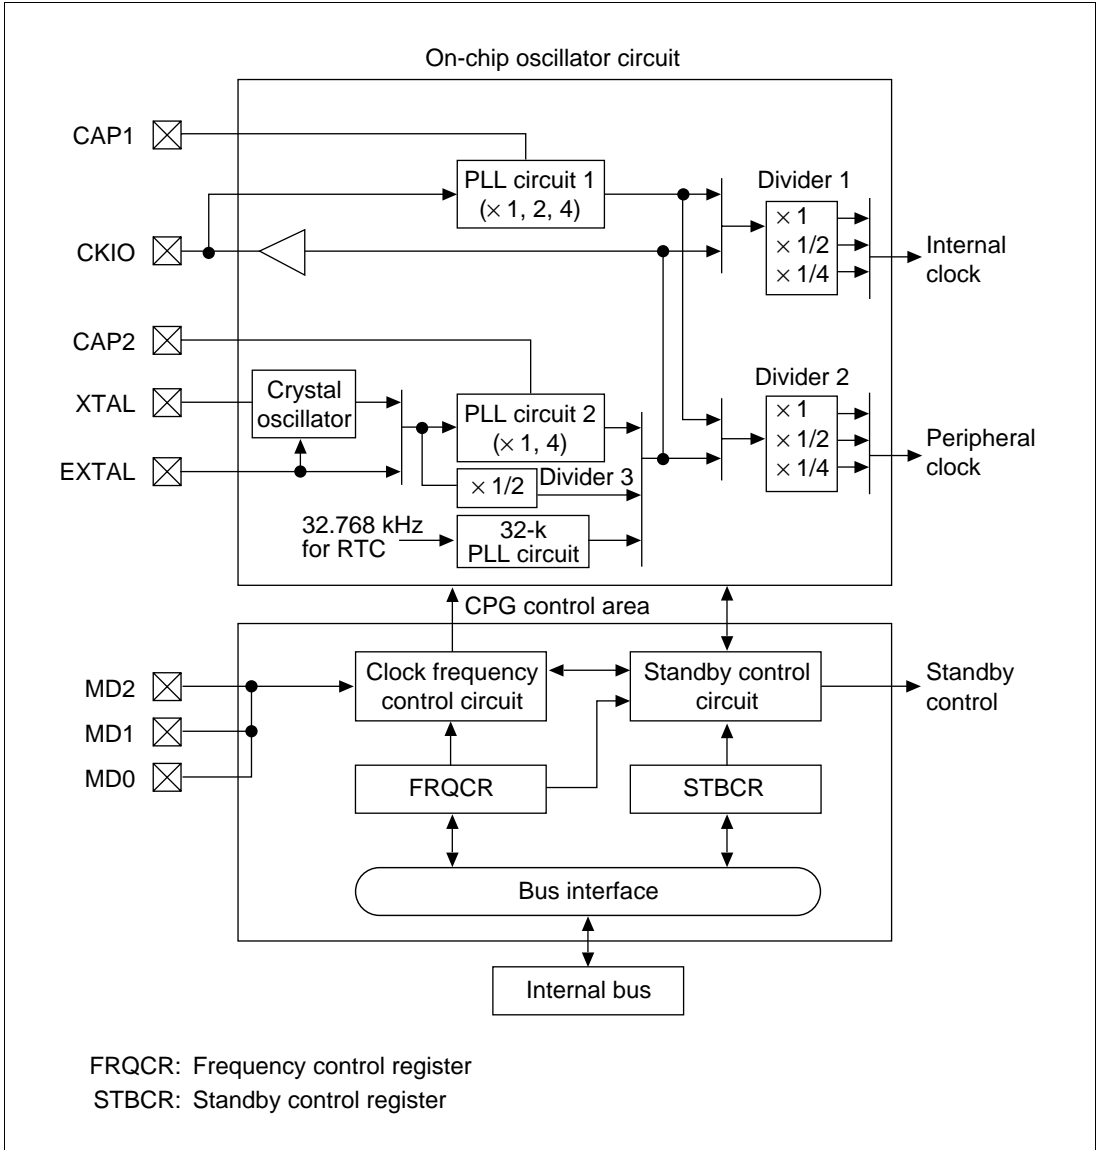 On-chip oscillator circuit
CAP1
PLL circuit 1
(× 1, 2, 4)
Divider 1
× 1
× 1/2
× 1/4
CKIO
Internal
clock
CAP2
XTAL
Crystal
oscillator
PLL circuit 2
(× 1, 4)
Divider 2
× 1
× 1/2
× 1/4
Peripheral
clock
EXTAL
× 1/2
Divider 3
32.768 kHz
for RTC
32-k
PLL circuit
CPG control area
MD2
Clock frequency
control circuit
Standby control
circuit
Standby
control
MD1
MD0
FRQCR
STBCR
Bus interface
Internal bus
FRQCR: Frequency control register
STBCR: Standby control register